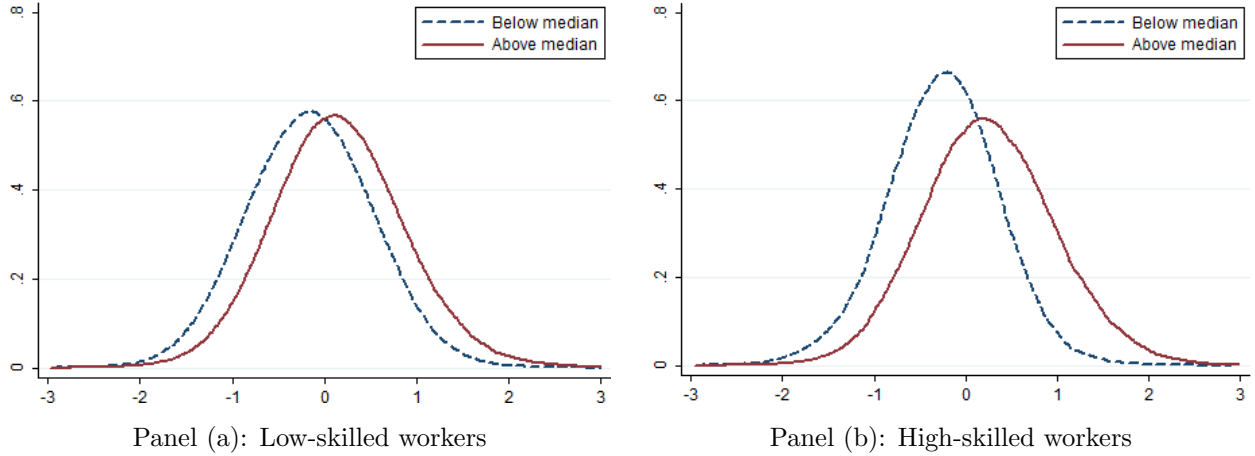 .8
.6
.4
.2
0
-3 -2 -1 0 1 2 3
Below median
Above median
Panel (a): Low-skilled workers
.8
.6
.4
.2
0
-3 -2 -1 0 1 2 3
Below median
Above median
Panel (b): High-skilled workers